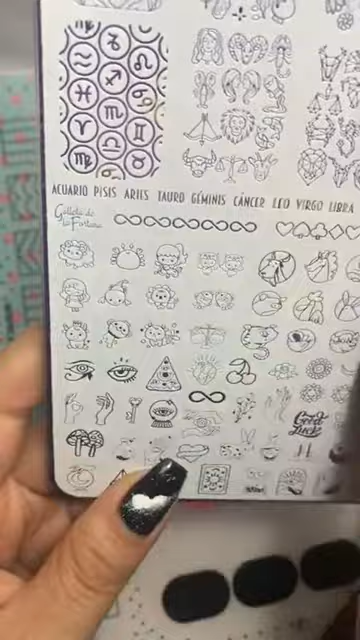 ACUARIO PISIS ARIES TAURO GÉMINIS CÁNCER LEO VIRGO LIBRA
Galleta de
la Fortuna
Good
Luck